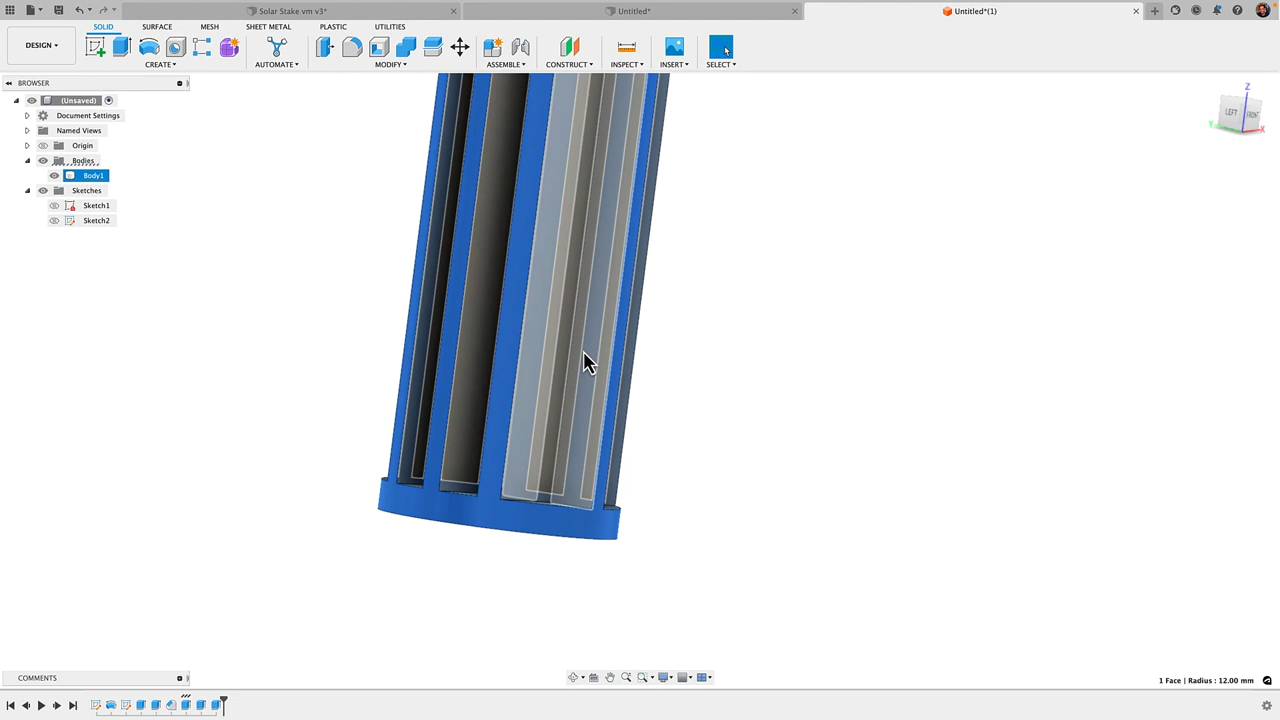 Solar Stake vm v3*
Untitled*
Untitled*(1)
SOLID SURFACE MESH SHEET METAL PLASTIC UTILITIES
DESIGN
CREATE AUTOMATE MODIFY ASSEMBLE CONSTRUCT INSPECT INSERT SELECT
BROWSER
(Unsaved)
Document Settings
Named Views
Origin
Bodies
Body1
Sketches
Sketch1
Sketch2
Z
LEFT FRONT
Y X
COMMENTS
1 Face | Radius : 12.00 mm